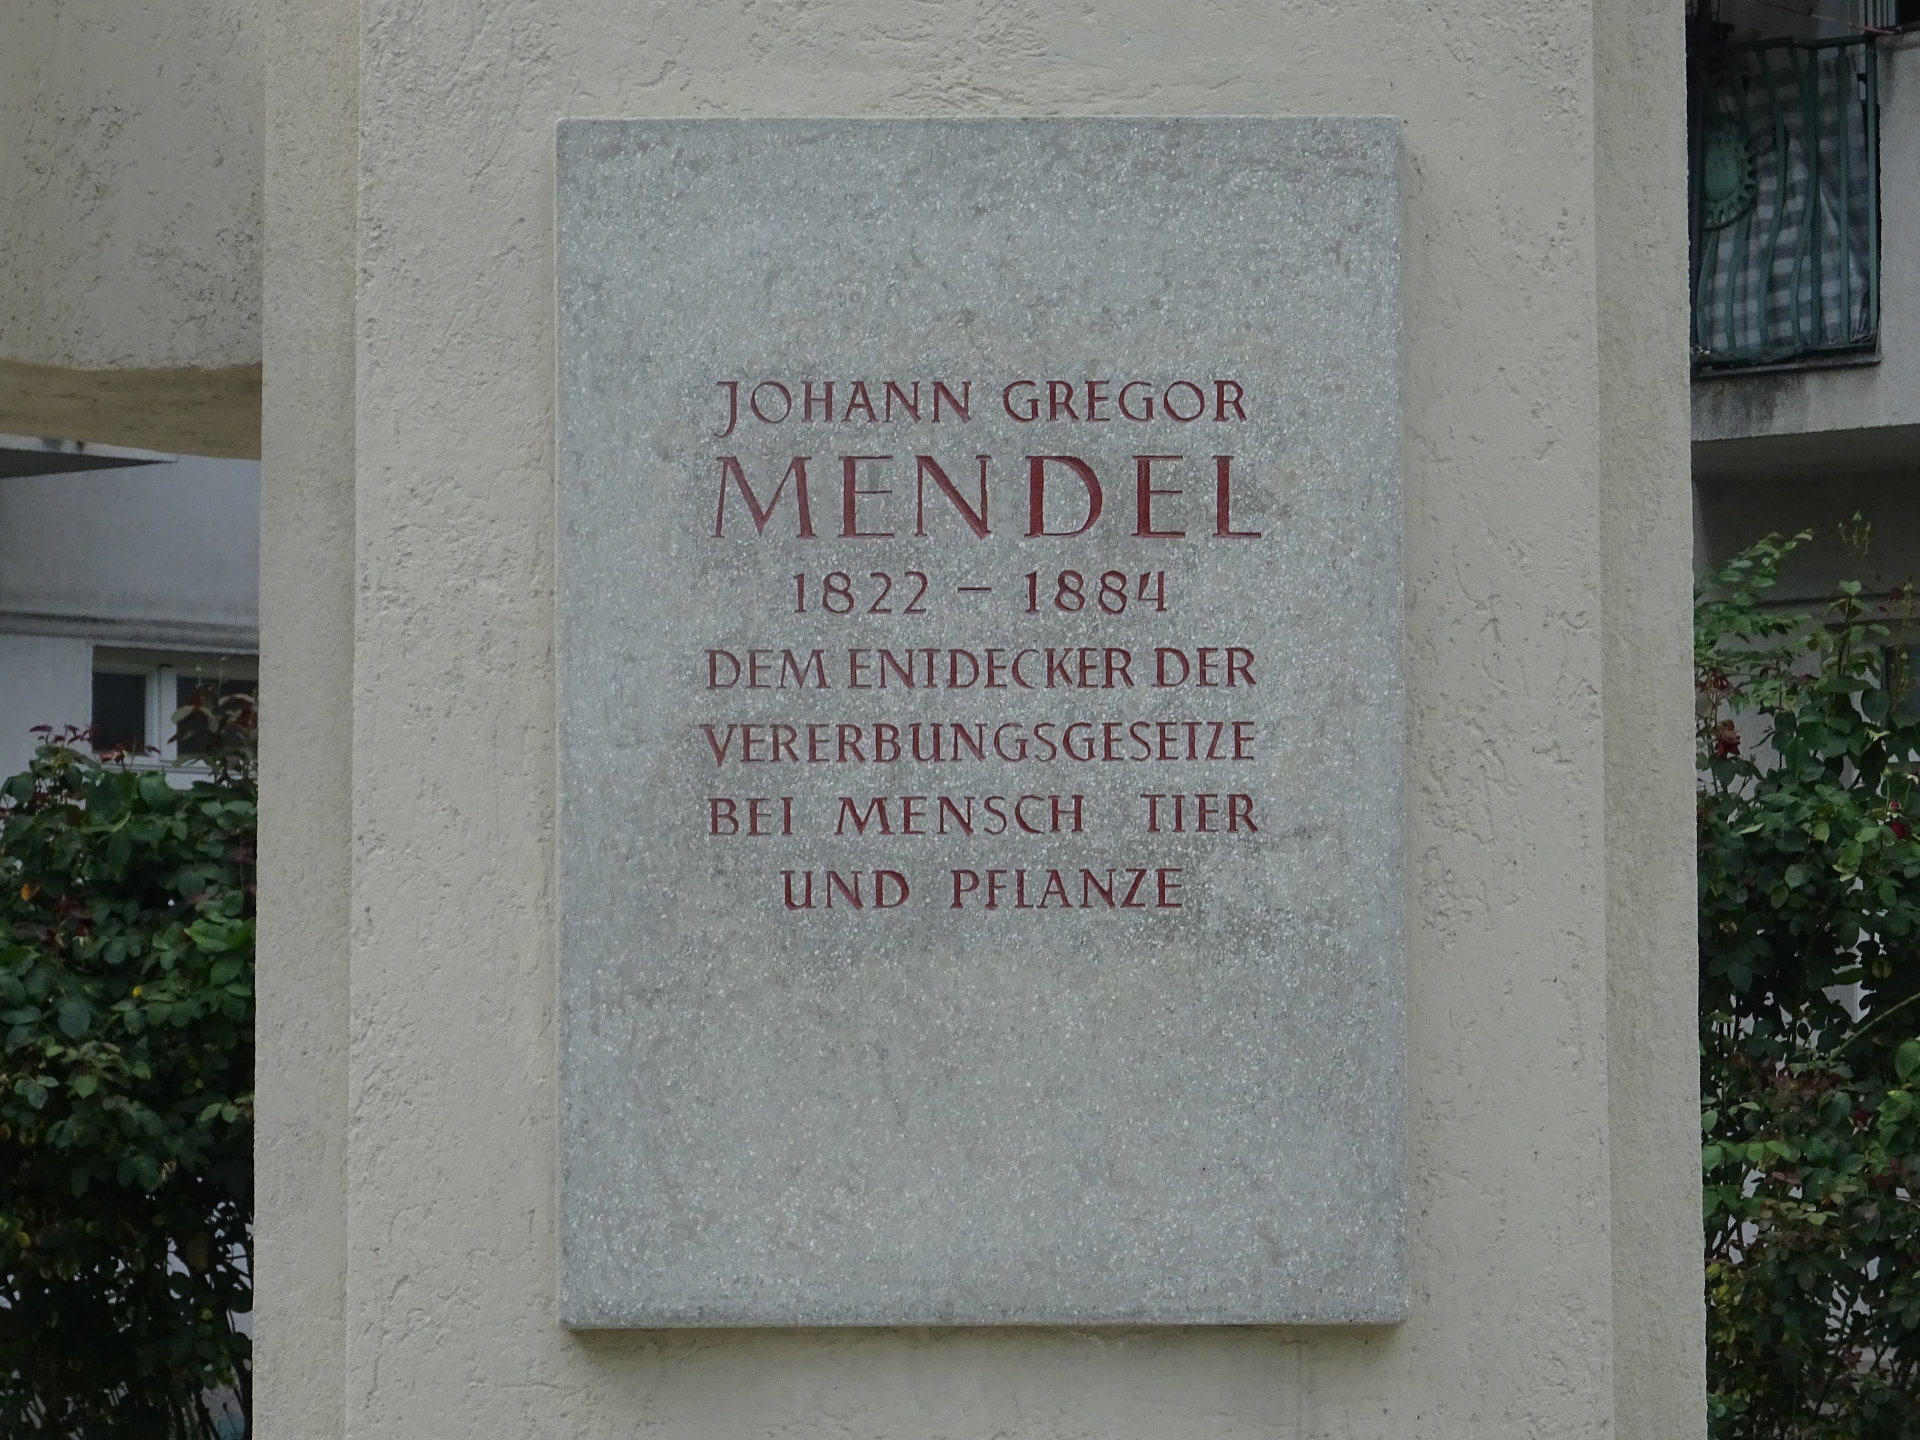 JOHANN GREGOR
MENDEL
1822 – 1884
DEM ENTDECKER DER
VERERBUNGSGESETZE
BEI MENSCH TIER
UND PFLANZE